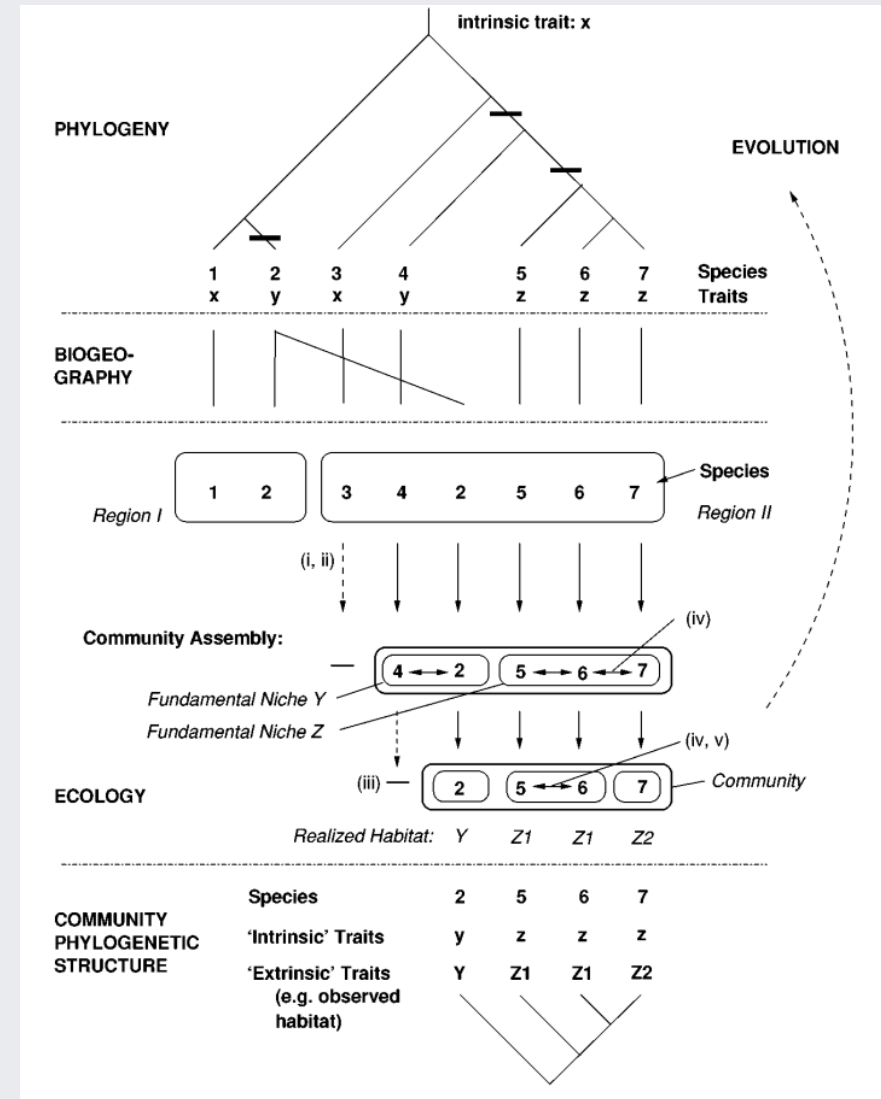 intrinsic trait: x
PHYLOGENY
EVOLUTION
1 2 3 4 5 6 7 Species
x y x y z z z Traits
BIOGEO-
GRAPHY
Species
1 2 3 4 2 5 6 7
Region I Region II
(i, ii)
(iv)
Community Assembly:
4 2 5 6 7
Fundamental Niche Y
Fundamental Niche Z
(iv, v)
(iii) Community
2 5 6 7
ECOLOGY
Realized Habitat: Y Z1 Z1 Z2
Species 2 5 6 7
COMMUNITY
PHYLOGENETIC
STRUCTURE
‘Intrinsic’ Traits y z z z
‘Extrinsic’ Traits Y Z1 Z1 Z2
(e.g. observed
habitat)